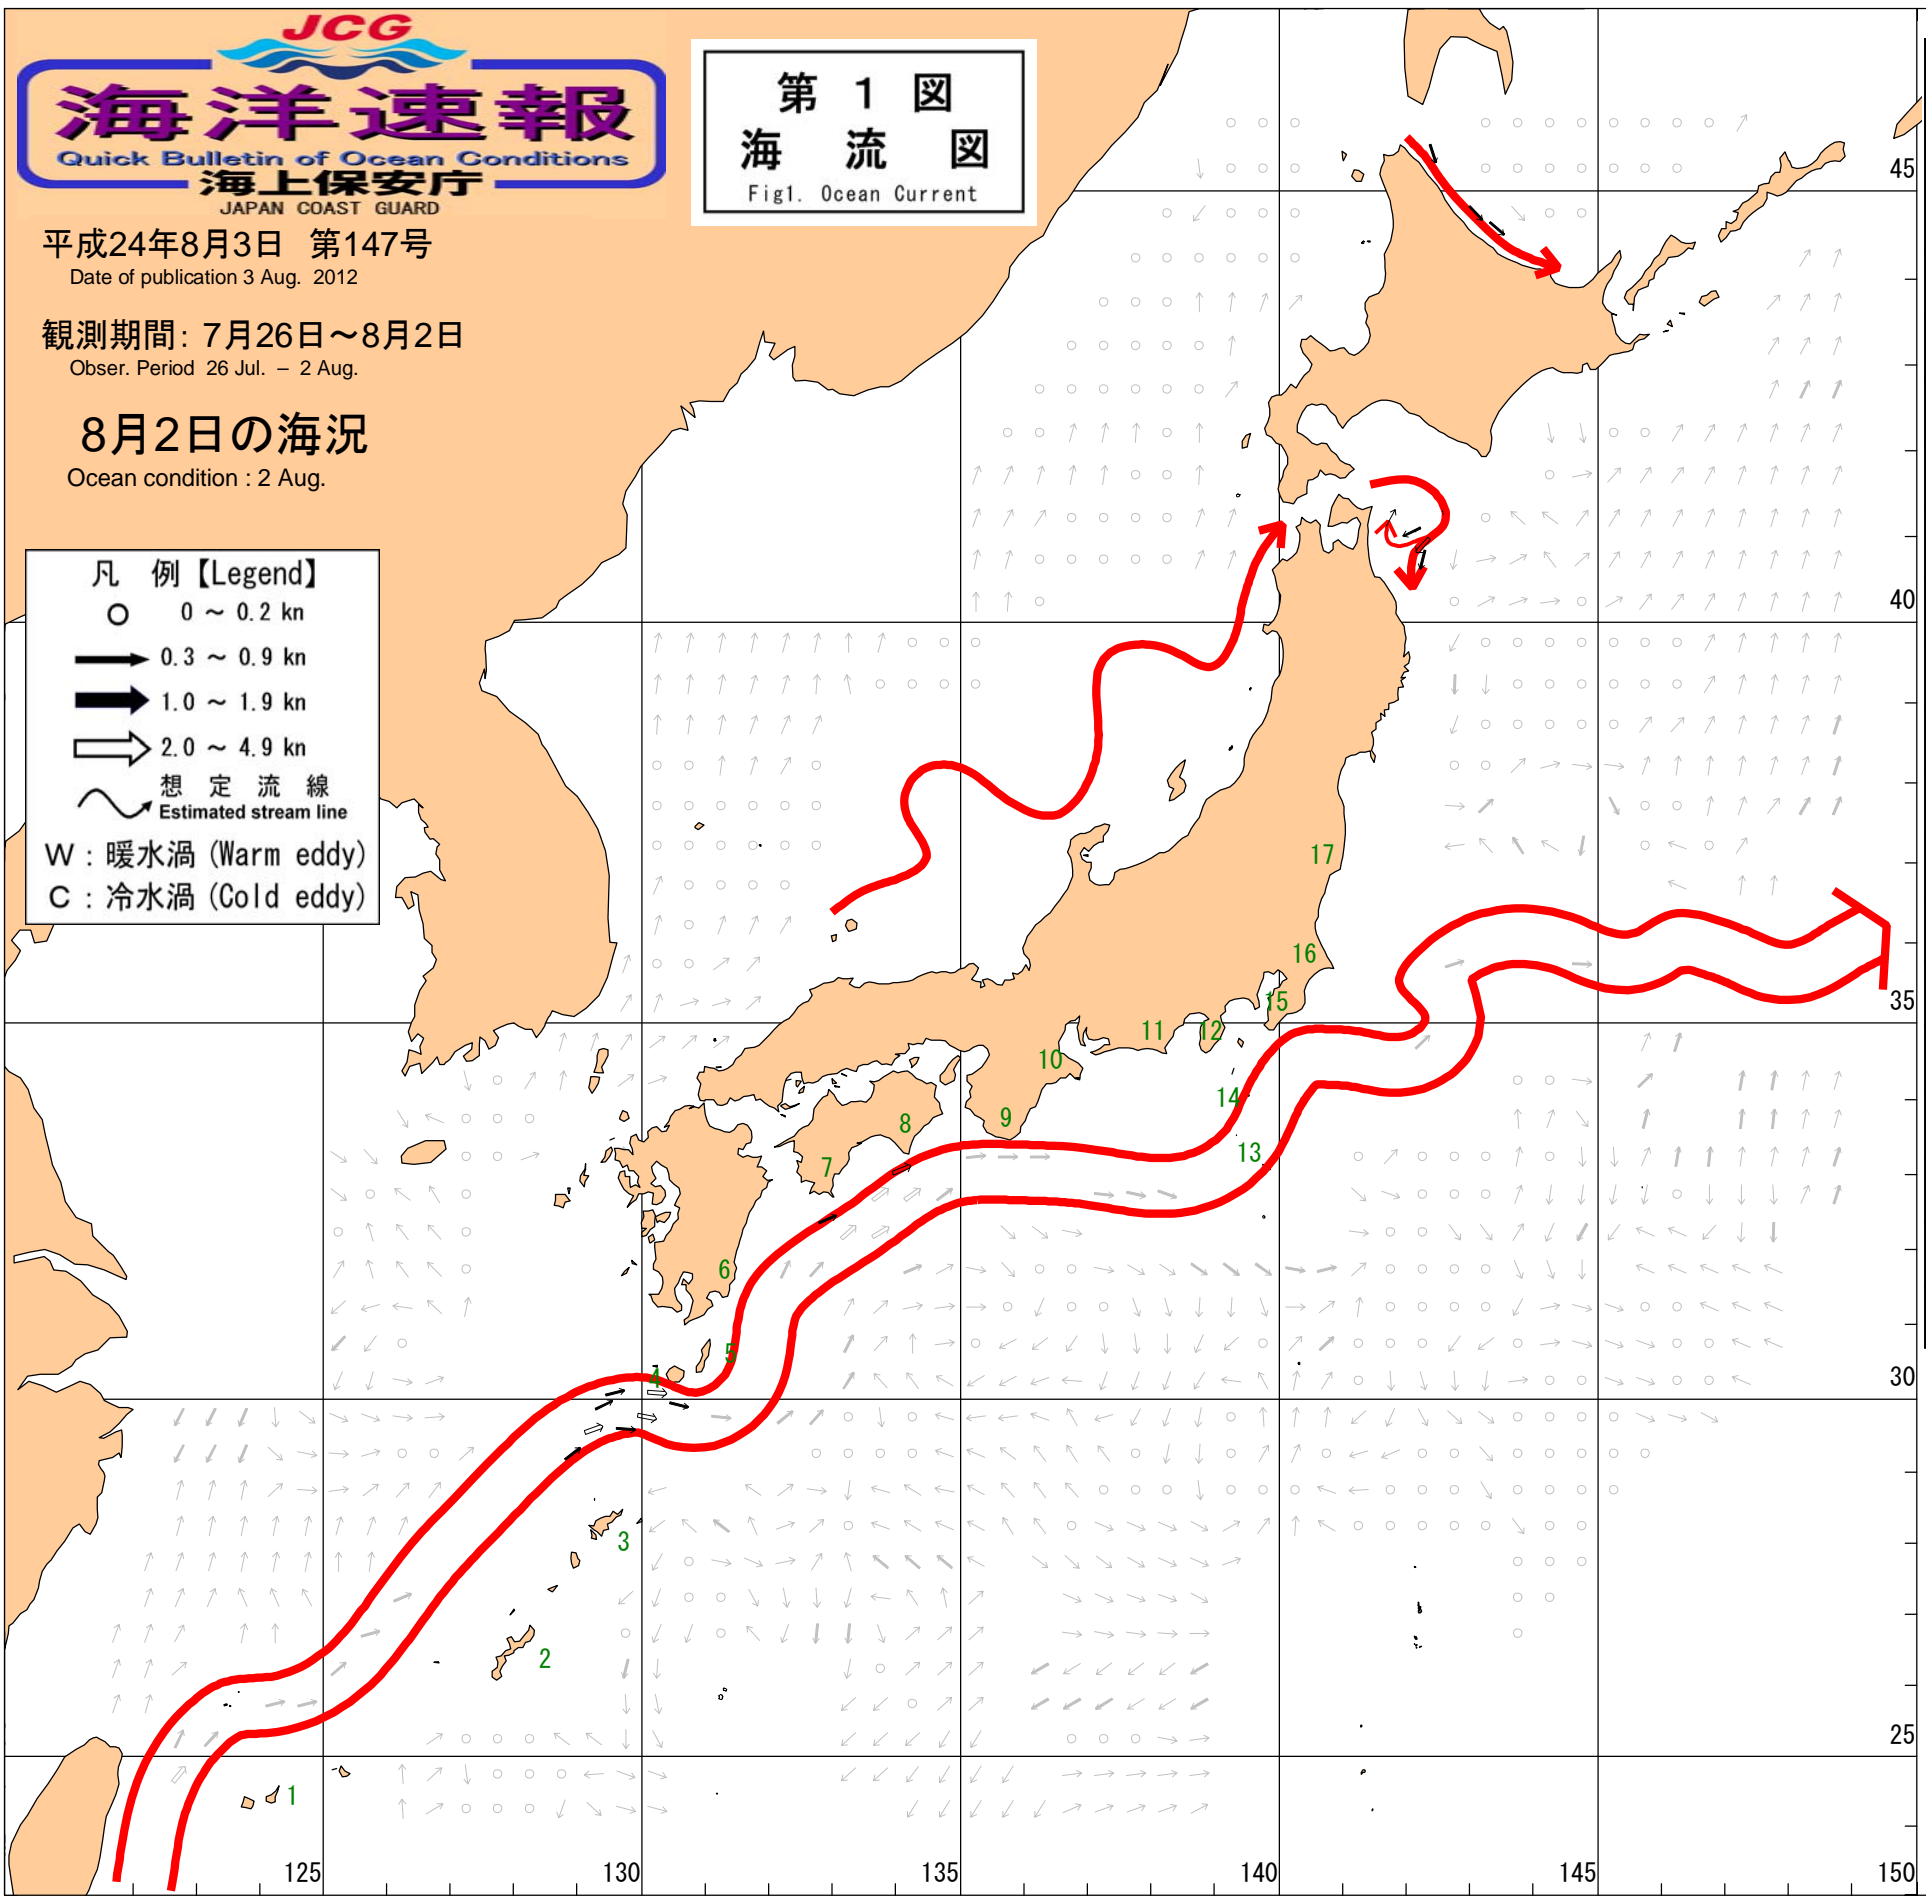 JCG
海洋速報
Quick Bulletin of Ocean Conditions
海上保安庁
JAPAN COAST GUARD
第 1 図
海 流 図
Fig1. Ocean Current
平成24年8月3日 第147号
Date of publication 3 Aug. 2012
観測期間: 7月26日～8月2日
Obser. Period 26 Jul. – 2 Aug.
8月2日の海況
Ocean condition : 2 Aug.
凡 例【Legend】
0 ～ 0.2 kn
0.3 ～ 0.9 kn
1.0 ～ 1.9 kn
2.0 ～ 4.9 kn
想 定 流 線
Estimated stream line
W : 暖水渦 (Warm eddy)
C : 冷水渦 (Cold eddy)
45
40
17
16
35
15
11
12
10
14
9
8
13
7
6
5
4
30
3
2
25
1
125
130
135
140
145
150